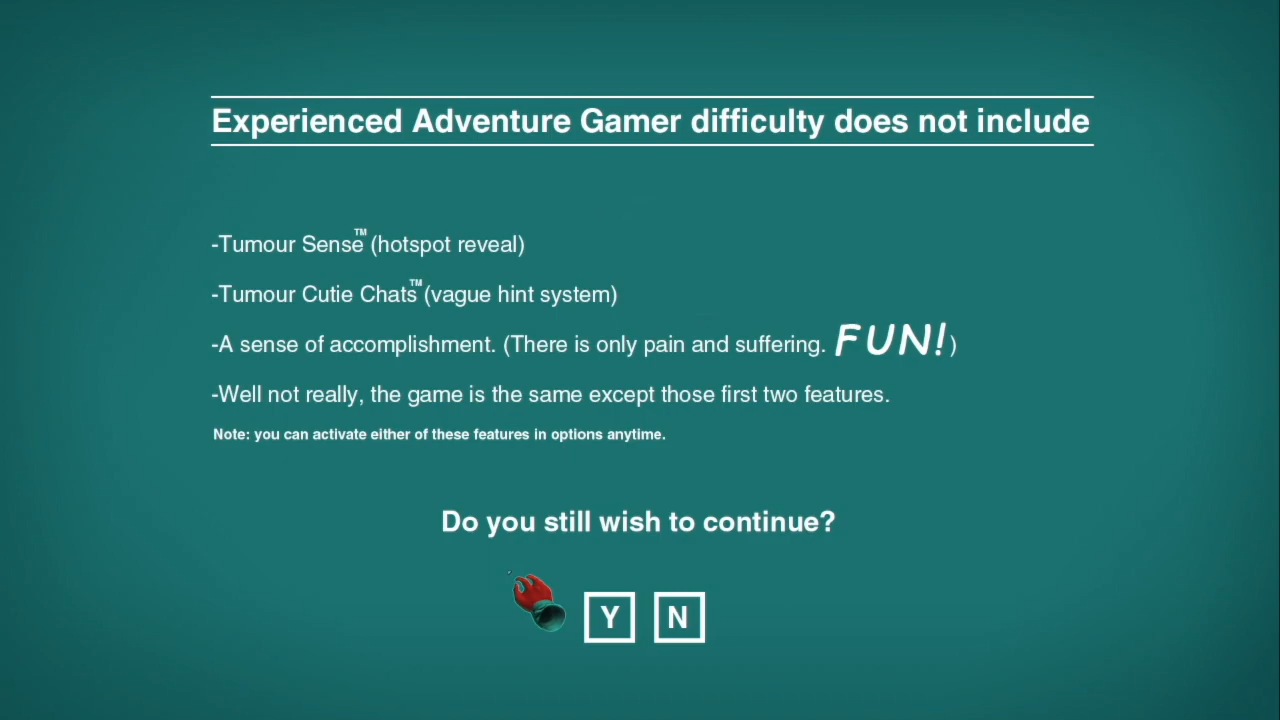 Experienced Adventure Gamer difficulty does not include
-Tumour Sense™ (hotspot reveal)
-Tumour Cutie Chats™ (vague hint system)
-A sense of accomplishment. (There is only pain and suffering. FUN!)
-Well not really, the game is the same except those first two features.
Note: you can activate either of these features in options anytime.
Do you still wish to continue?
Y N